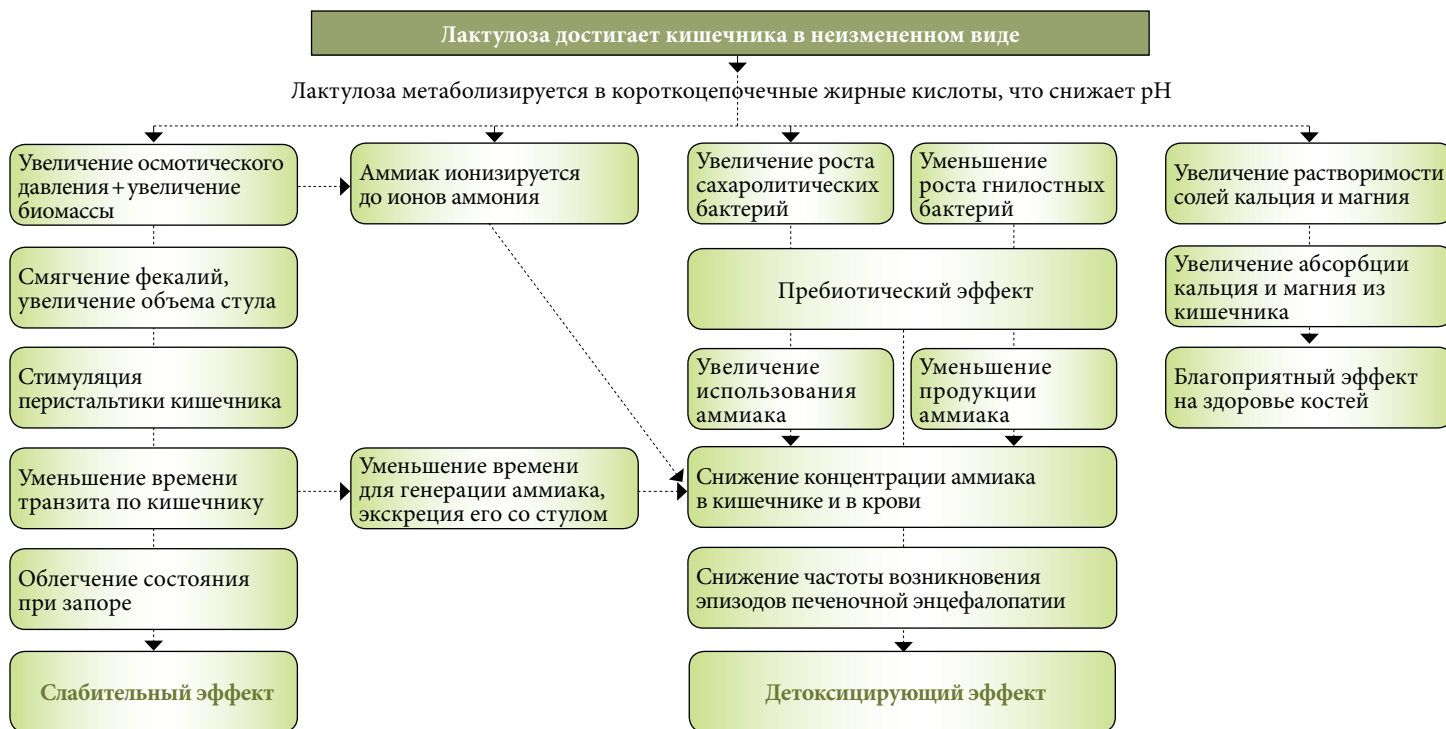 Лактулоза достигает кишечника в неизмененном виде
Лактулоза метаболизируется в короткоцепочечные жирные кислоты, что снижает pH
Увеличение осмотического
давления + увеличение
биомассы
Аммиак ионизируется
до ионов аммония
Увеличение роста
сахаролитических
бактерий
Уменьшение
роста гнилостных
бактерий
Увеличение растворимости
солей кальция и магния
Смягчение фекалий,
увеличение объема стула
Пребиотический эффект
Увеличение абсорбции
кальция и магния из
кишечника
Стимуляция
перистальтики кишечника
Увеличение
использования
аммиака
Уменьшение
продукции
аммиака
Благоприятный эффект
на здоровье костей
Уменьшение времени
транзита по кишечнику
Уменьшение времени
для генерации аммиака,
экскреция его со стулом
Снижение концентрации аммиака
в кишечнике и в крови
Облегчение состояния
при запоре
Снижение частоты возникновения
эпизодов печеночной энцефалопатии
Слабительный эффект
Детоксицирующий эффект